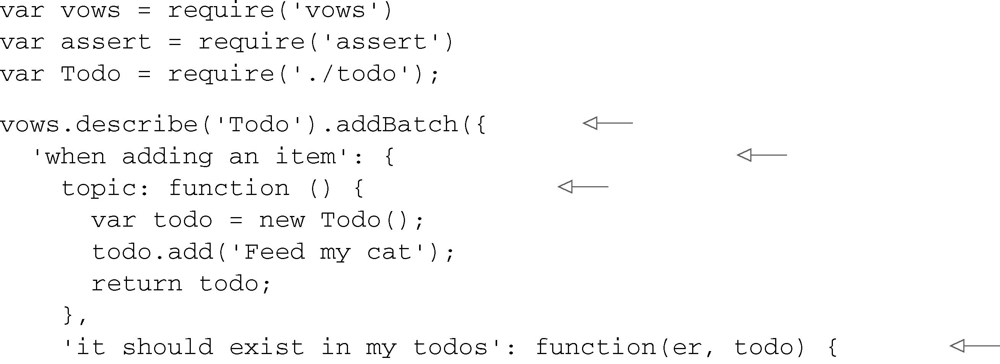 var vows = require('vows')
var assert = require('assert')
var Todo = require('./todo');
vows.describe('Todo').addBatch({
  'when adding an item': {
    topic: function () {
      var todo = new Todo();
      todo.add('Feed my cat');
      return todo;
    },
    'it should exist in my todos': function(er, todo) {